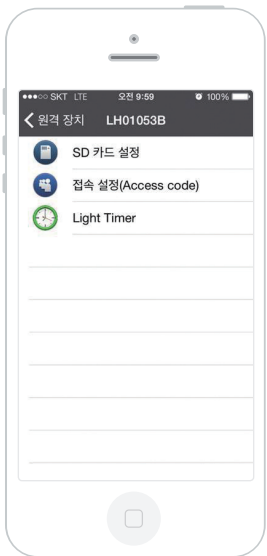 SKT LTE 오전 9:59 100%
원격 장치 LH01053B
SD 카드 설정
접속 설정(Access code)
Light Timer